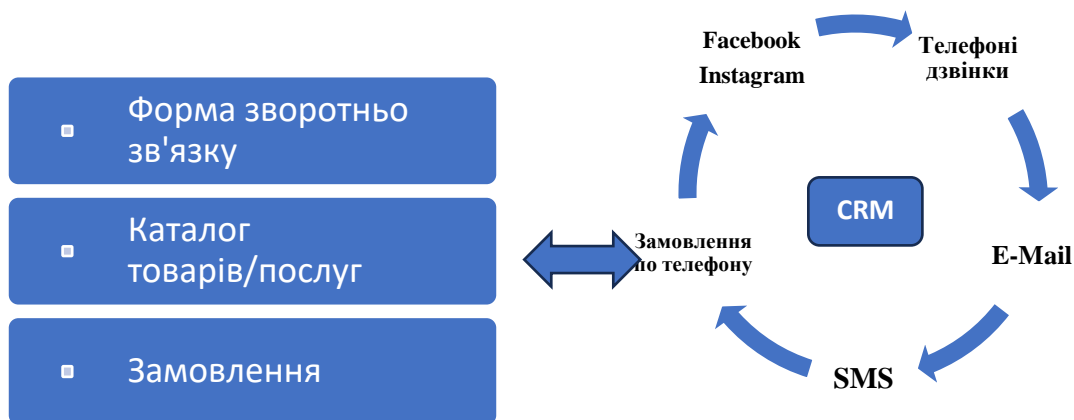 Форма зворотньо
зв'язку
Каталог
товарів/послуг
Замовлення
Facebook
Instagram
Телефоні
дзвінки
E-Mail
SMS
Замовлення
по телефону
CRM